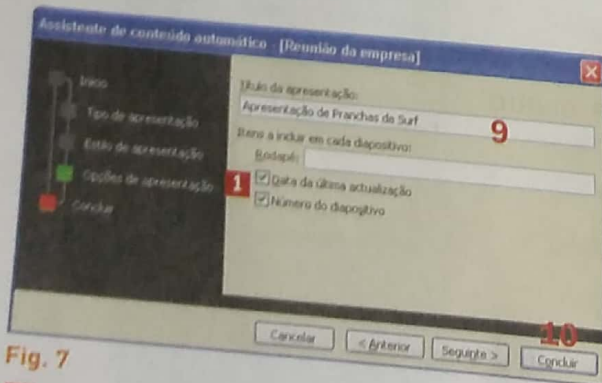 Assistente de conteúdo automático - [Reunião da empresa]
Início
Tipo de apresentação
Estilo de apresentação
Opções de apresentação
Concluir
Título da apresentação:
Apresentação de Pranchas de Surf
9
Itens a incluir em cada diapositivo:
Rodapé:
1
Data da última actualização
Número do diapositivo
10
Cancelar
< Anterior
Seguinte >
Concluir
Fig. 7